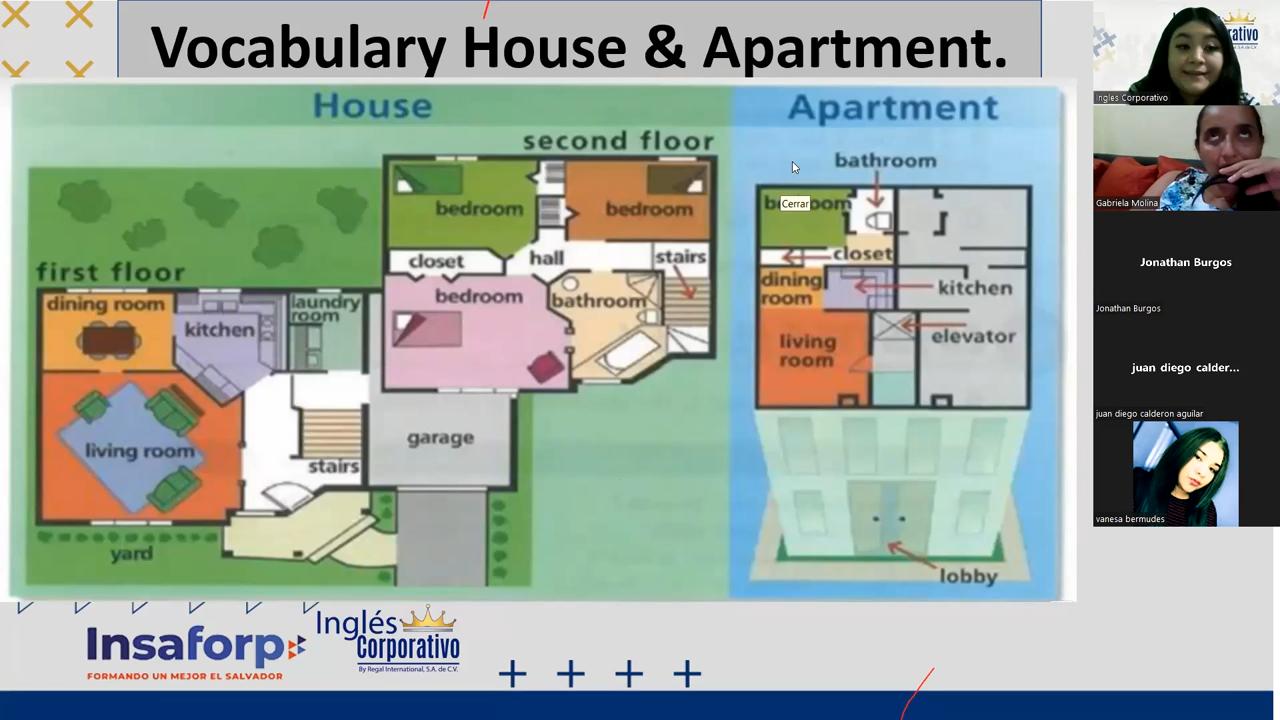 Vocabulary House & Apartment.
House
second floor
bedroom
bedroom
closet
hall
stairs
bedroom
bathroom
first floor
dining room
kitchen
laundry
room
living room
stairs
garage
yard
Apartment
bathroom
Cerrar
closet
dining
room
kitchen
elevator
living
room
lobby
Insaforp
FORMANDO UN MEJOR EL SALVADOR
Inglés
Corporativo
By Regal International, S.A. de C.V.
Ingles Corporativo
Gabriela Molina
Jonathan Burgos
Jonathan Burgos
juan diego calder...
juan diego calderon aguilar
vanesa bermudes